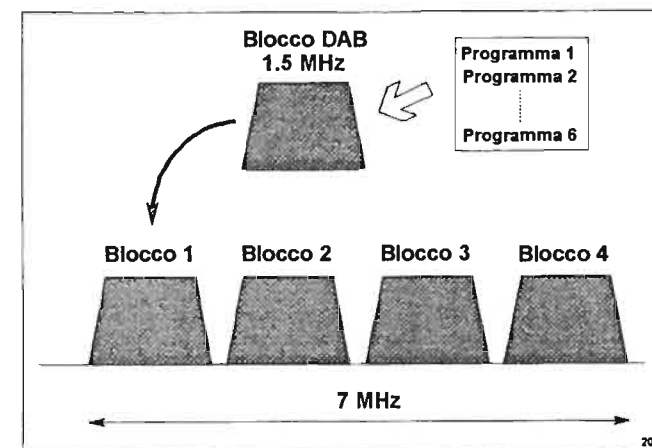 Blocco DAB
1.5 MHz
Programma 1
Programma 2
Programma 6
Blocco 1
Blocco 2
Blocco 3
Blocco 4
7 MHz
20